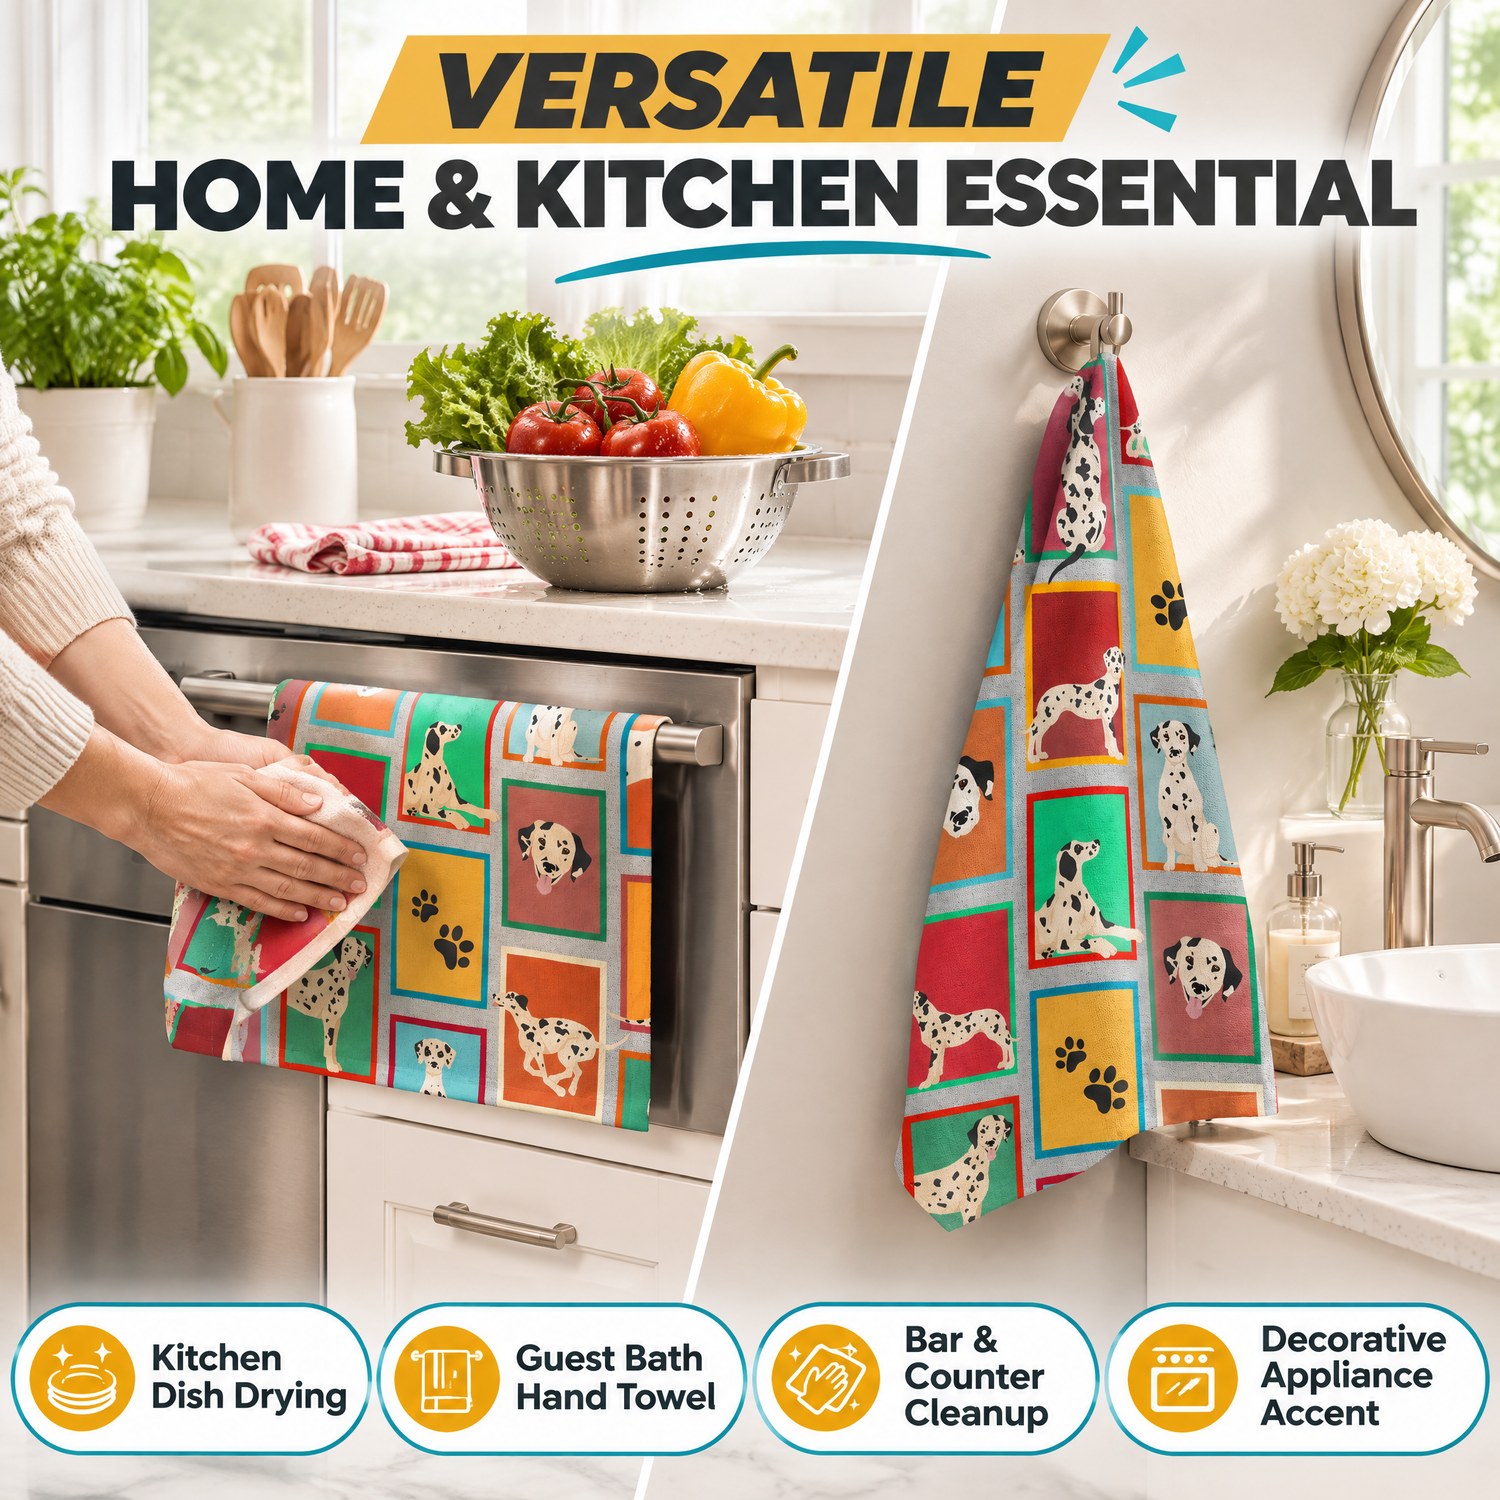 VERSATILE
HOME & KITCHEN ESSENTIAL
Kitchen
Dish Drying
Guest Bath
Hand Towel
Bar &
Counter
Cleanup
Decorative
Appliance
Accent